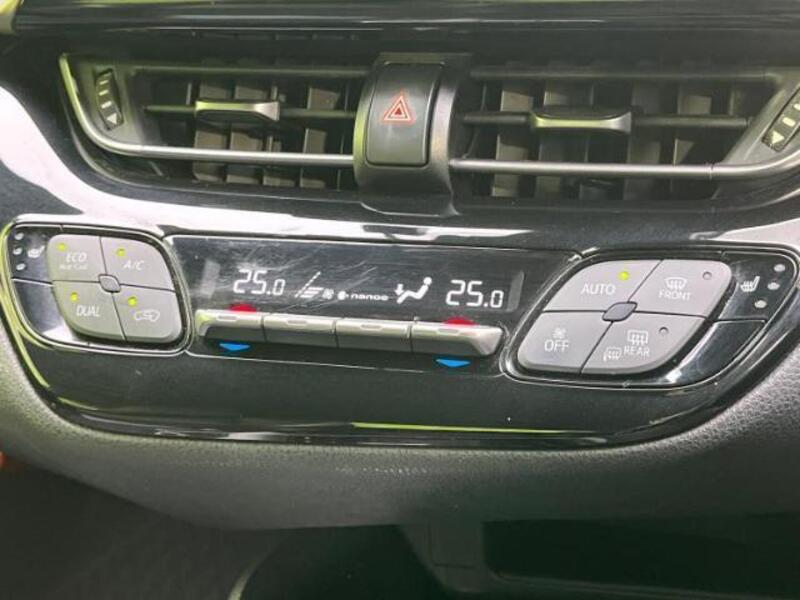 ECO
Heat/Cool
A/C
DUAL
25.0
nanoe
25.0
AUTO
FRONT
OFF
REAR